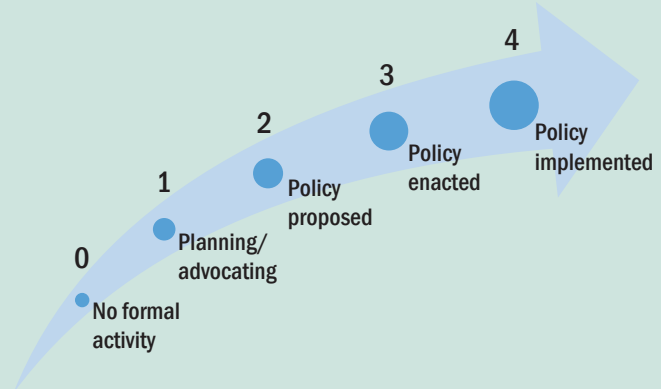 0
No formal
activity
1
Planning/
advocating
2
Policy
proposed
3
Policy
enacted
4
Policy
implemented